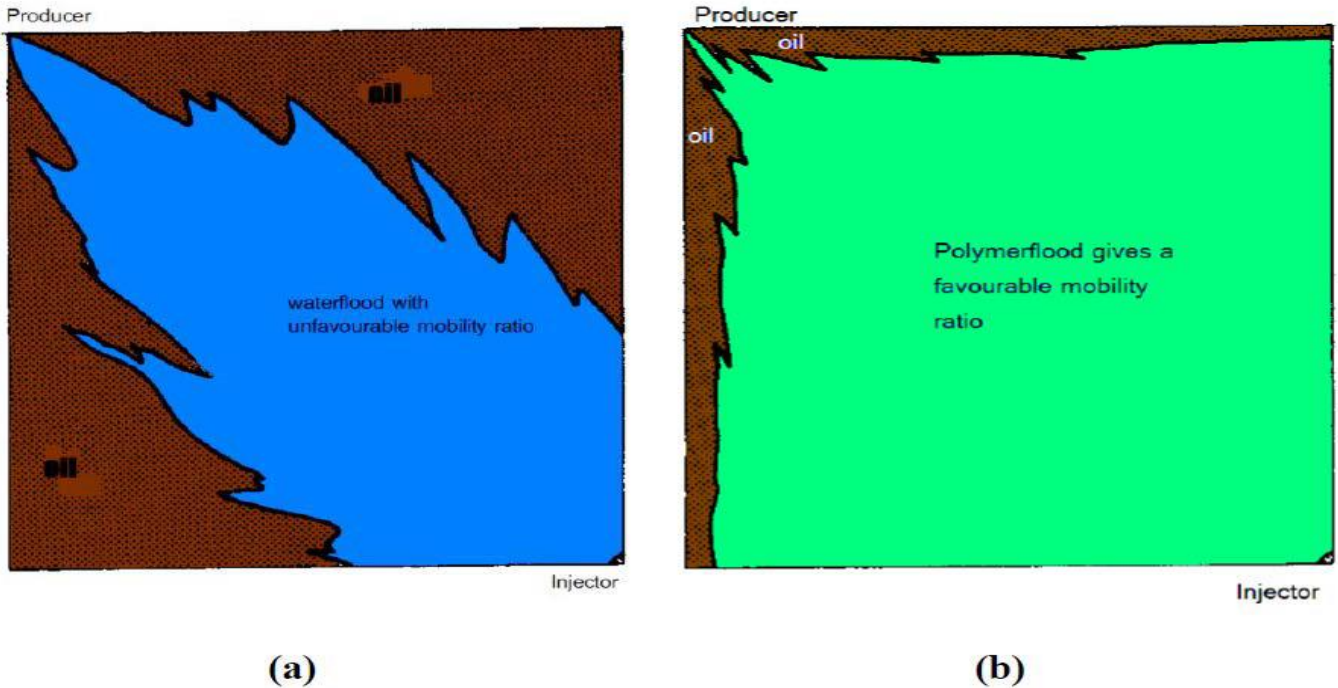 Producer
oil
waterflood with
unfavourable mobility ratio
oil
Injector
(a)
Producer
oil
oil
Polymerflood gives a
favourable mobility
ratio
Injector
(b)